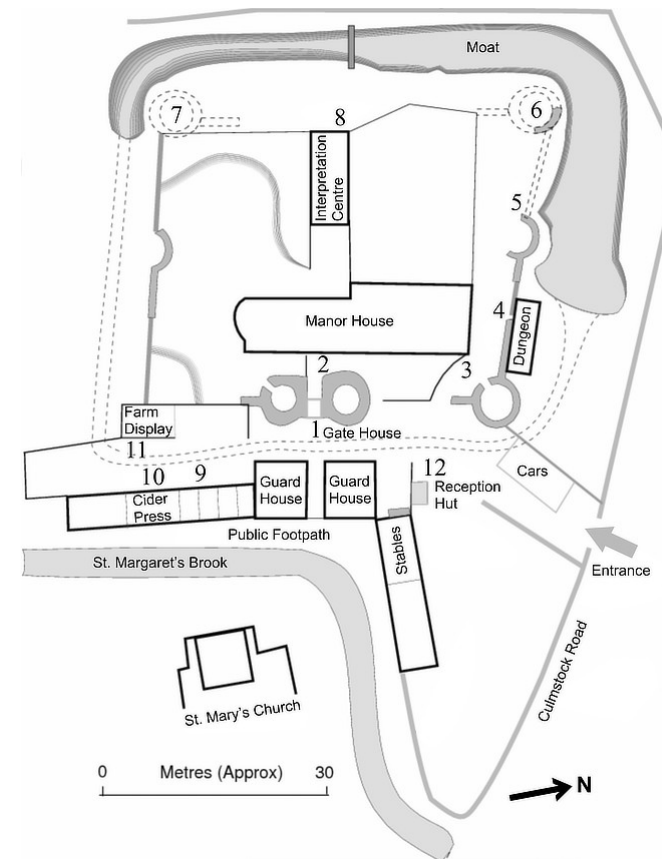 Moat
7
8
6
5
Interpretation
Centre
4
Manor House
Dungeon
2
3
Farm
Display
1
Gate House
11
10
9
12
Cars
Cider
Press
Guard
House
Guard
House
Reception
Hut
Public Footpath
Stables
Entrance
St. Margaret's Brook
Culmstock Road
St. Mary's Church
0 Metres (Approx) 30
N